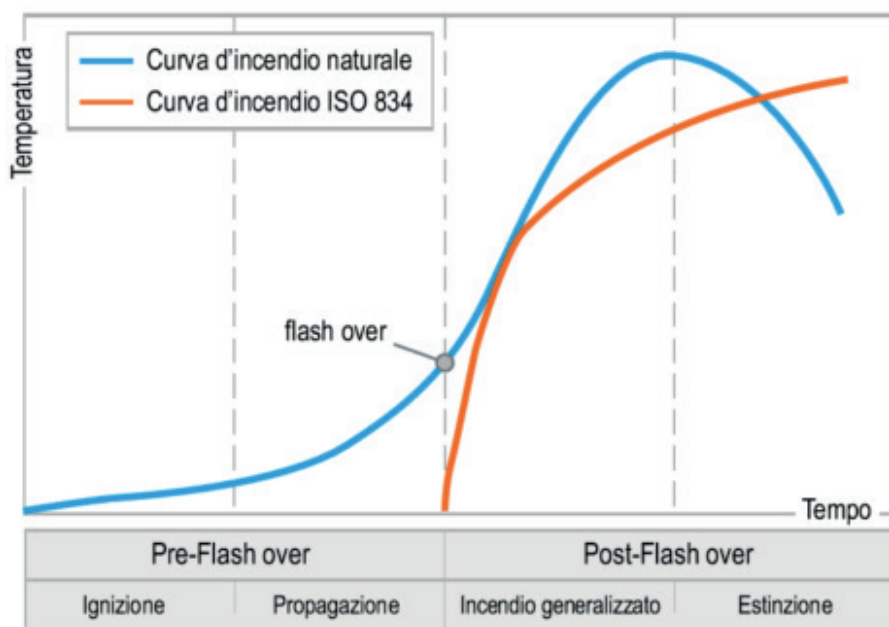 Temperatura
Curva d'incendio naturale
Curva d'incendio ISO 834
flash over
Tempo
Pre-Flash over
Post-Flash over
Ignizione
Propagazione
Incendio generalizzato
Estinzione